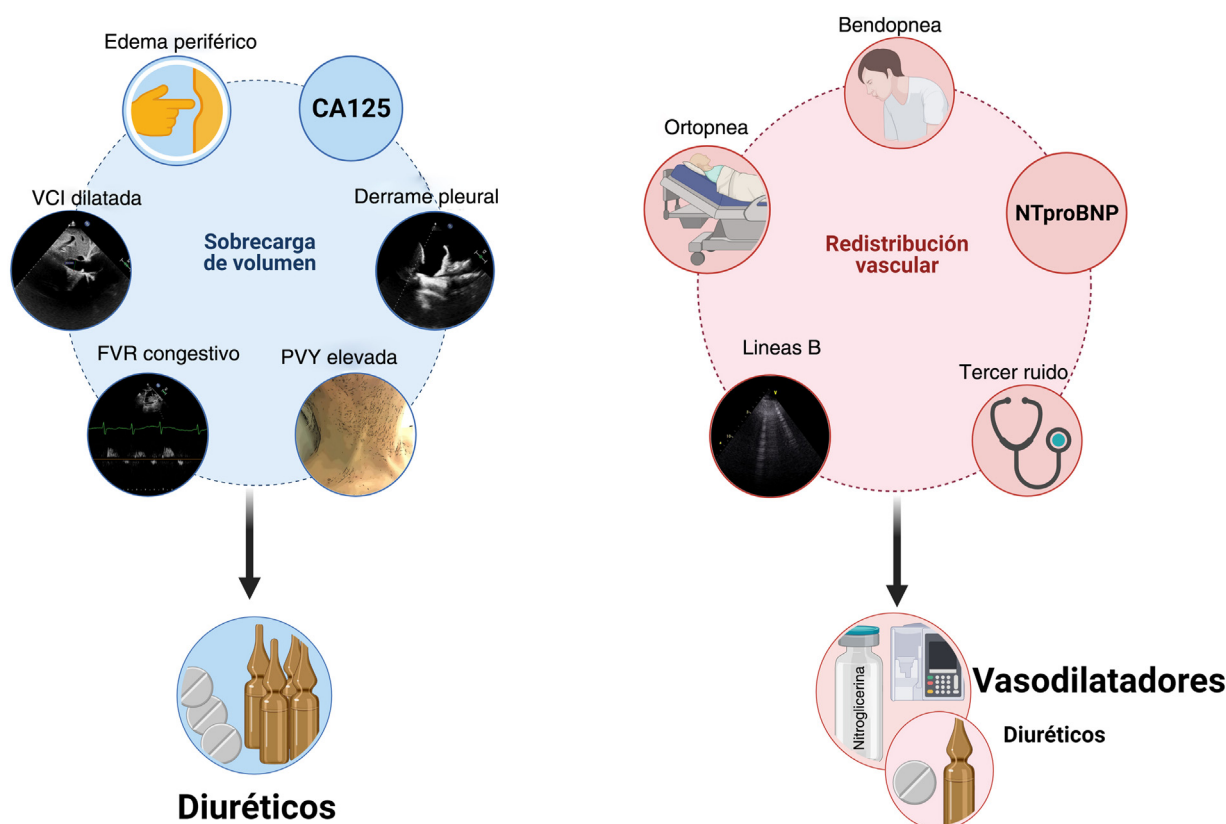 Edema periférico
CA125
VCI dilatada
Derrame pleural
Sobrecarga
de volumen
FVR congestivo
PVY elevada
Diuréticos
Bendopnea
Ortopnea
NTproBNP
Redistribución
vascular
Lineas B
Tercer ruido
Nitroglicerina
Vasodilatadores
Diuréticos